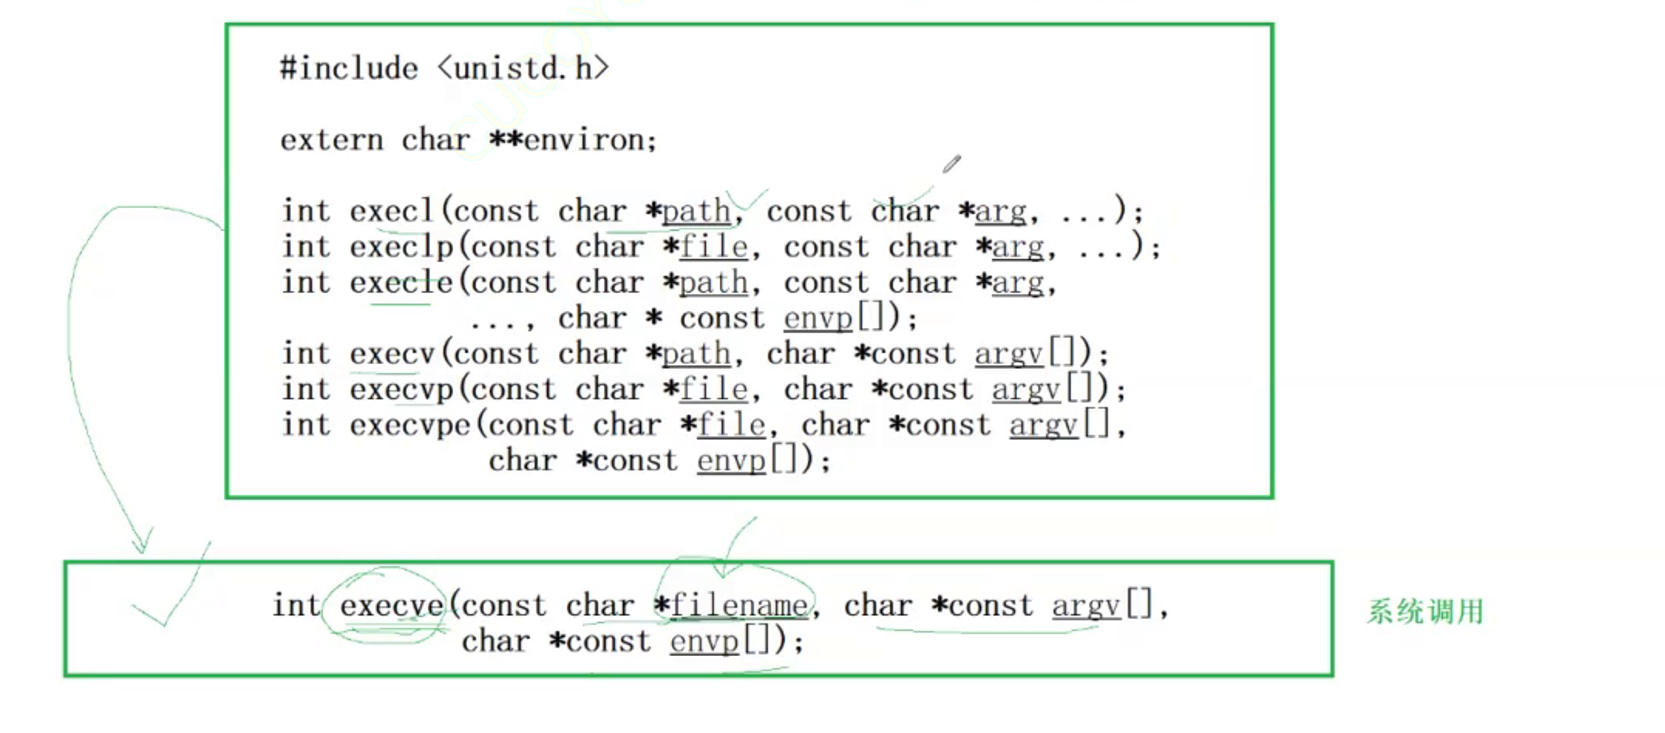 #include <unistd.h>
extern char **environ;
int execl(const char *path, const char *arg, ...);
int execlp(const char *file, const char *arg, ...);
int execle(const char *path, const char *arg,
..., char * const envp[]);
int execv(const char *path, char *const argv[]);
int execvp(const char *file, char *const argv[]);
int execvpe(const char *file, char *const argv[],
char *const envp[]);
int execve(const char *filename, char *const argv[],
char *const envp[]);
系统调用